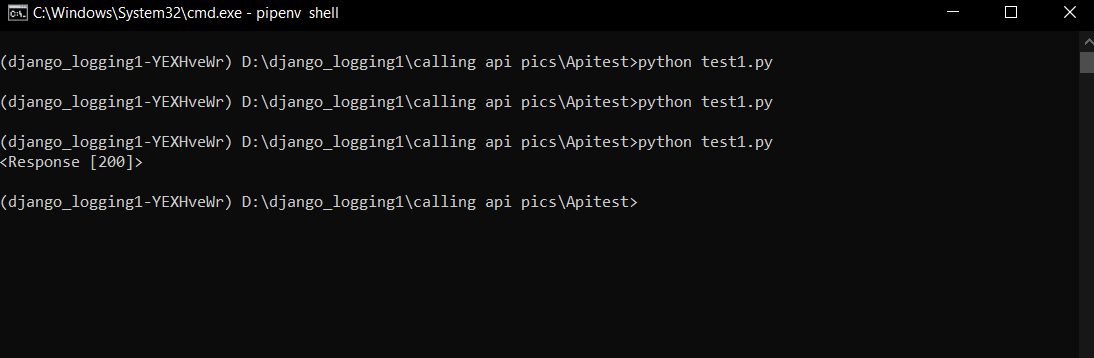 C:\Windows\System32\cmd.exe - pipenv  shell
(django_logging1-YEXHveWr) D:\django_logging1\calling api pics\Apitest>python test1.py
(django_logging1-YEXHveWr) D:\django_logging1\calling api pics\Apitest>python test1.py
(django_logging1-YEXHveWr) D:\django_logging1\calling api pics\Apitest>python test1.py
<Response [200]>
(django_logging1-YEXHveWr) D:\django_logging1\calling api pics\Apitest>